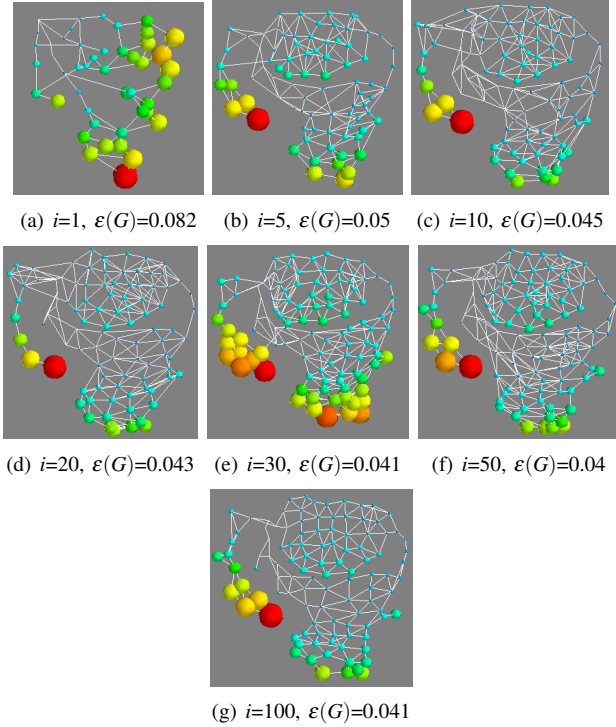 (a) i=1, ε(G)=0.082
(b) i=5, ε(G)=0.05
(c) i=10, ε(G)=0.045
(d) i=20, ε(G)=0.043
(e) i=30, ε(G)=0.041
(f) i=50, ε(G)=0.04
(g) i=100, ε(G)=0.041